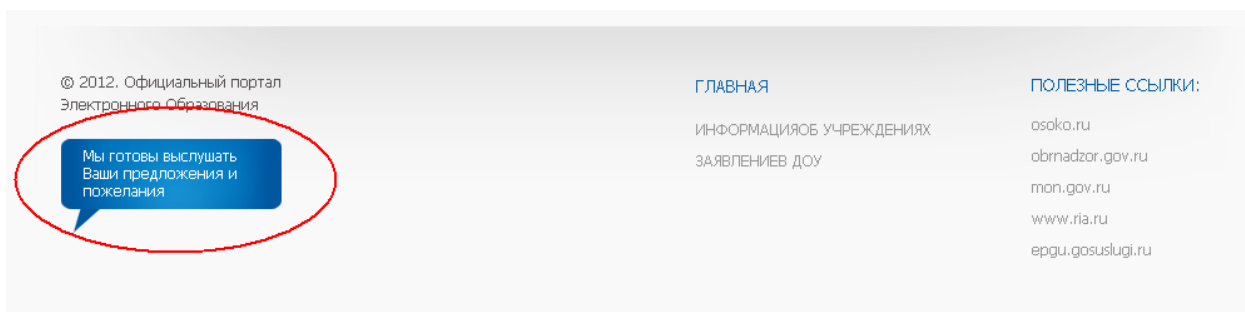 © 2012. Официальный портал
Электронного Образования
Мы готовы выслушать
Ваши предложения и
пожелания
ГЛАВНАЯ
ИНФОРМАЦИЯОБ УЧРЕЖДЕНИЯХ
ЗАЯВЛЕНИЕВ ДОУ
ПОЛЕЗНЫЕ ССЫЛКИ:
osoko.ru
obrnadzor.gov.ru
mon.gov.ru
www.ria.ru
epgu.gosuslugi.ru